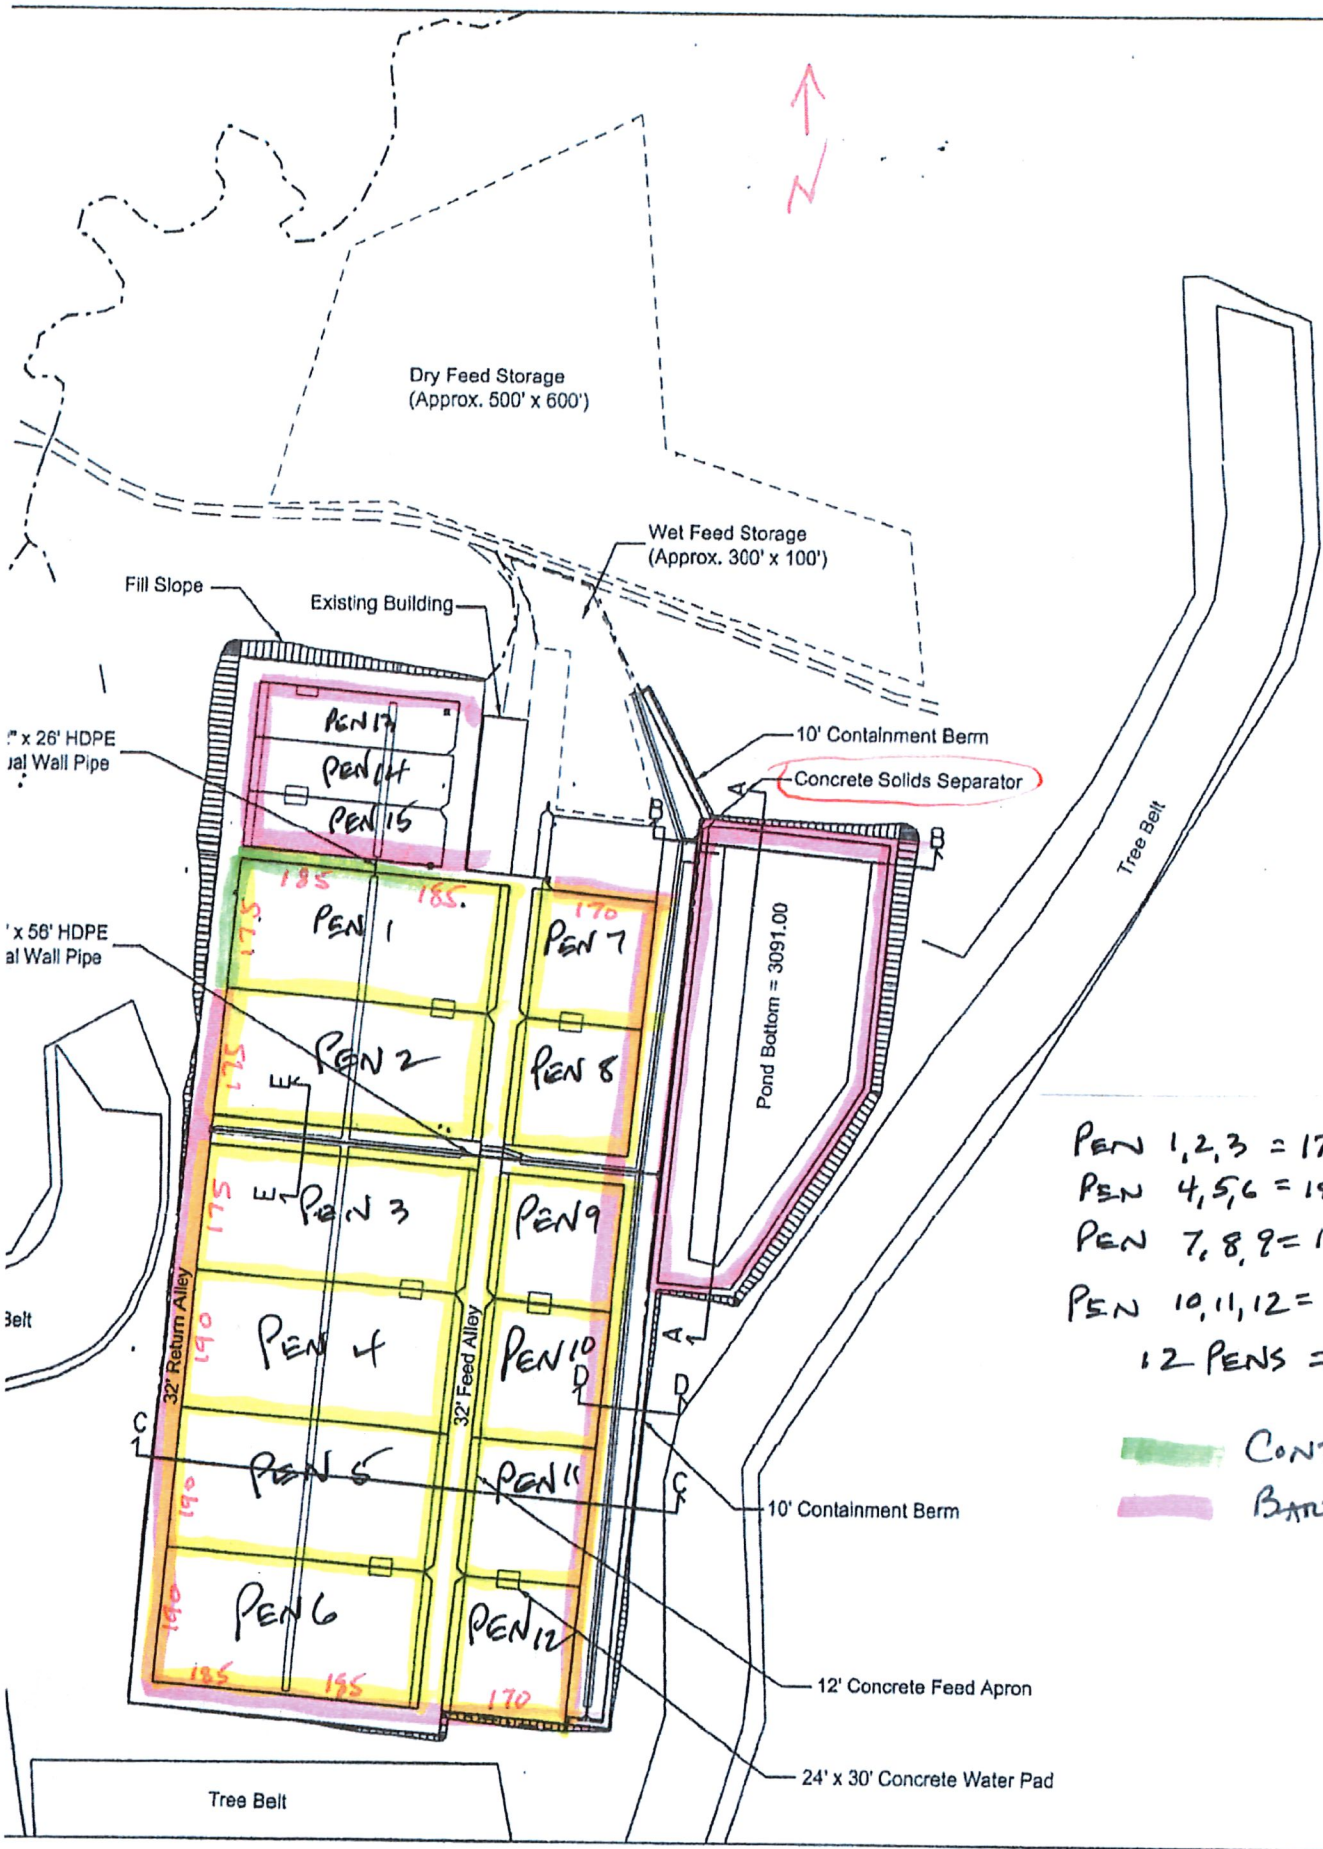 N
Dry Feed Storage
(Approx. 500' x 600')
Wet Feed Storage
(Approx. 300' x 100')
Fill Slope
Existing Building
PEN 13
PEN 14
PEN 15
" x 26' HDPE
ual Wall Pipe
10' Containment Berm
Concrete Solids Separator
A
B
B
Tree Belt
185
185
175
PEN 1
170
PEN 7
' x 56' HDPE
al Wall Pipe
Pond Bottom = 3091.00
175
PEN 2
PEN 8
E
E
175
PEN 3
PEN 9
PEN 1,2,3 = 17
PEN 4,5,6 = 19
PEN 7,8,9 = 1
PEN 10,11,12 =
12 PENS =
Belt
32' Return Alley
190
PEN 4
32' Feed Alley
PEN 10
A
D
D
C
PEN 5
PEN 11
C
190
CONT
BAR
10' Containment Berm
190
PEN 6
PEN 12
185
185
170
12' Concrete Feed Apron
24' x 30' Concrete Water Pad
Tree Belt